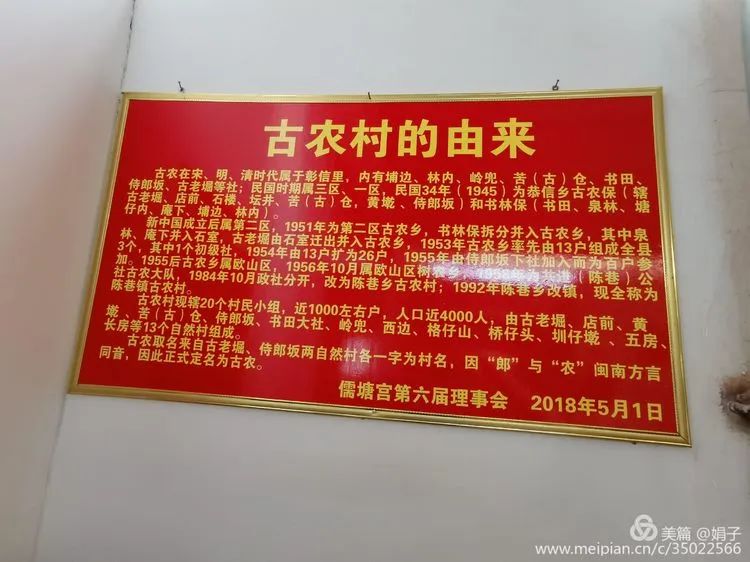 古农村的由来
古农在宋、明、清时代属于彰信里，内有埔边、林内、岭兜、苦（古）仓、书田、
侍郎坂、古老堀等社；民国时期属三区、一区，民国34年（1945）为恭信乡古农保（辖
古老堀、店前、石楼、坛井、苦（古）仓，黄墩、侍郎坂）和书林保（书田、泉林、塘
仔内、庵下、埔边、林内）。
新中国成立后属第二区，1951年为第二区古农乡，书林保拆分并入古农乡，其中泉
林、庵下并入石室，古老堀由石室迁出并入古农乡，1953年古农乡率先由13户组成全县
3个，其中1个初级社。1954年由13户扩为26户，1955年由侍郎坂下社加入而为百户参
加。1955后古农乡属欧山区，1956年10月属欧山区树农乡，1958年为共进（陈巷）公
社古农大队，1984年10月政社分开，改为陈巷乡古农村；1992年陈巷乡改镇，现全称为
陈巷镇古农村。
古农村现辖20个村民小组，近1000左右户，人口近4000人，由古老堀、店前、黄
墩、苦（古）仓、侍郎坂、书田大社、岭兜、西边、格仔山、桥仔头、圳仔墩、五房、
长房等13个自然村组成。
古农取名来自古老堀、侍郎坂两自然村各一字为村名，因“郎”与“农”闽南方言
同音，因此正式定名为古农。
儒塘宫第六届理事会 2018年5月1日
美篇 @娟子
www.meipian.cn/c/35022566